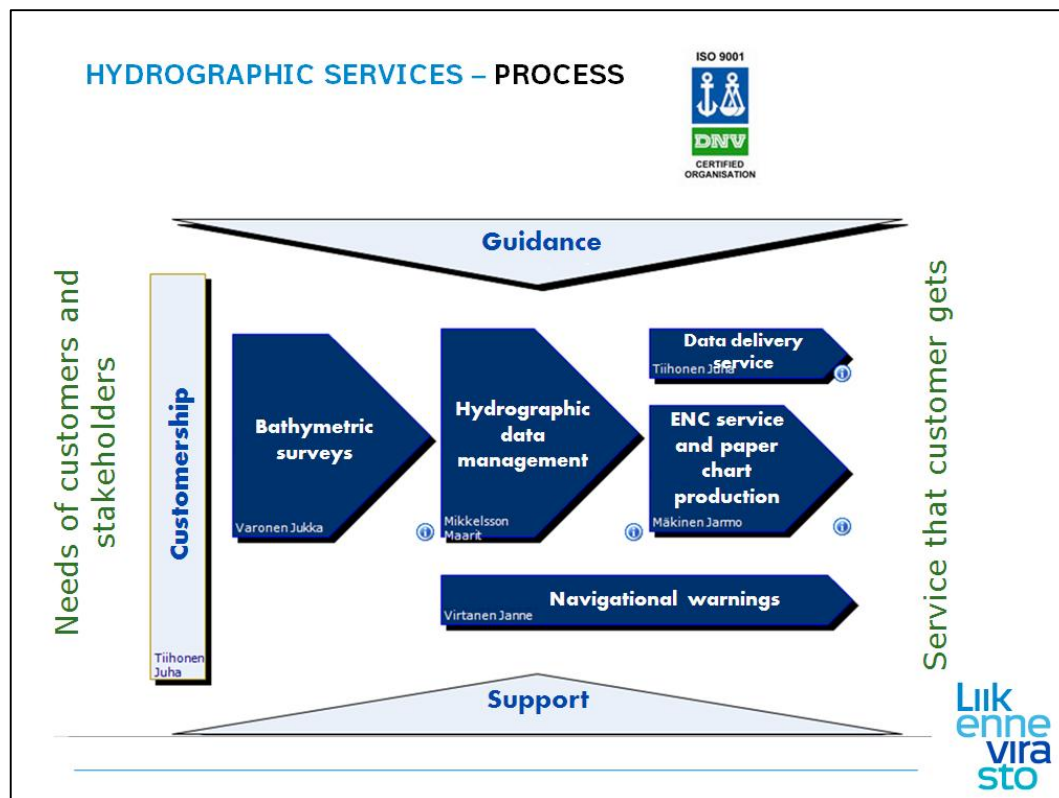 HYDROGRAPHIC SERVICES – PROCESS
ISO 9001
DNV
CERTIFIED
ORGANISATION
Guidance
Needs of customers and
stakeholders
Customership
Tiihonen
Juha
Bathymetric
surveys
Varonen Jukka
Hydrographic
data
management
Mikkelsson
Maarit
Data delivery
service
Tiihonen Juha
ENC service
and paper
chart
production
Mäkinen Jarmo
Navigational warnings
Virtanen Janne
Support
Service that customer gets
Liik
enne
vira
sto